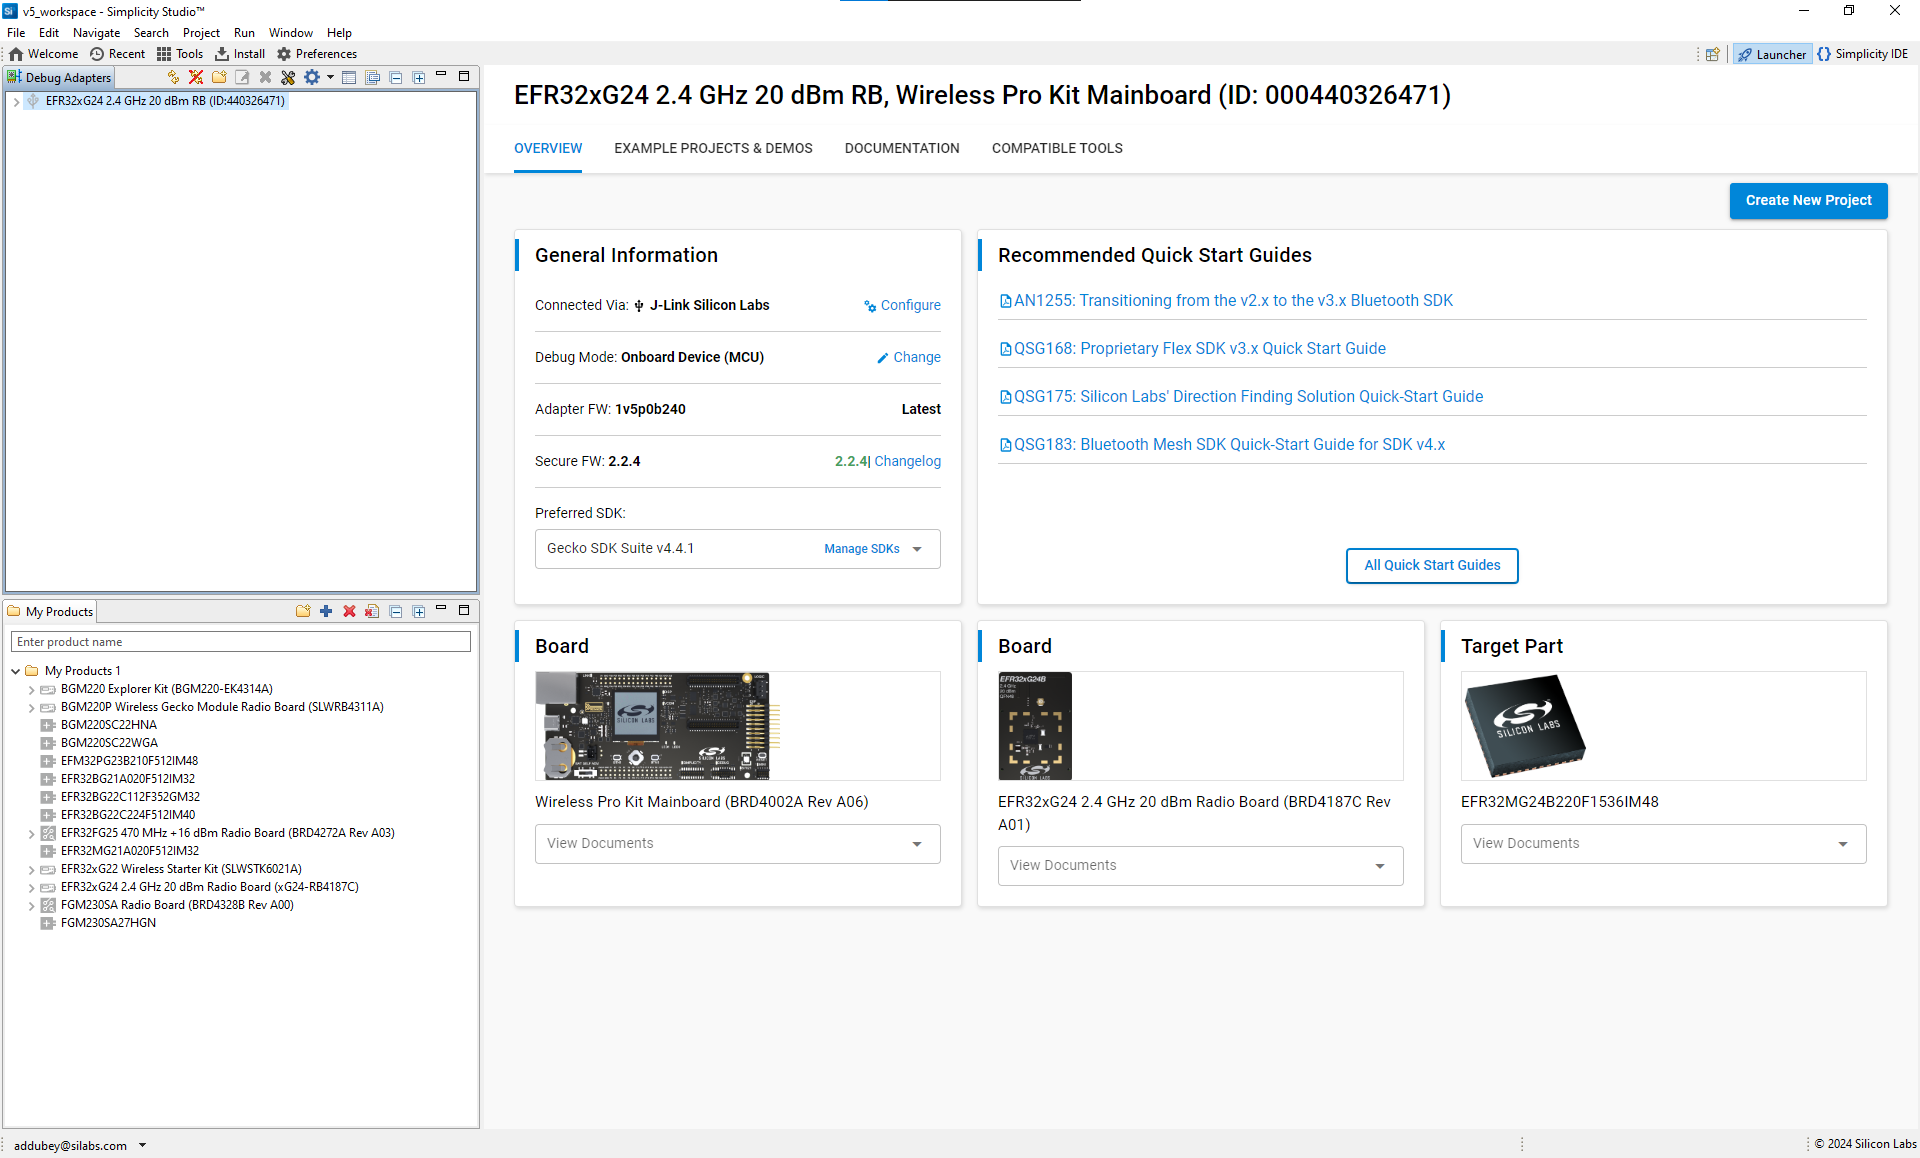 v5_workspace - Simplicity Studio™
File Edit Navigate Search Project Run Window Help
Welcome Recent Tools Install Preferences
Launcher Simplicity IDE
Debug Adapters
EFR32xG24 2.4 GHz 20 dBm RB (ID:440326471)
EFR32xG24 2.4 GHz 20 dBm RB, Wireless Pro Kit Mainboard (ID: 000440326471)
OVERVIEW EXAMPLE PROJECTS & DEMOS DOCUMENTATION COMPATIBLE TOOLS
Create New Project
General Information
Connected Via: J-Link Silicon Labs Configure
Debug Mode: Onboard Device (MCU) Change
Adapter FW: 1v5p0b240 Latest
Secure FW: 2.2.4 2.2.4| Changelog
Preferred SDK:
Gecko SDK Suite v4.4.1 Manage SDKs
Recommended Quick Start Guides
AN1255: Transitioning from the v2.x to the v3.x Bluetooth SDK
QSG168: Proprietary Flex SDK v3.x Quick Start Guide
QSG175: Silicon Labs' Direction Finding Solution Quick-Start Guide
QSG183: Bluetooth Mesh SDK Quick-Start Guide for SDK v4.x
All Quick Start Guides
Board
SILICON LABS
Wireless Pro Kit Mainboard (BRD4002A Rev A06)
View Documents
Board
EFR32xG24B
2.4 GHz
20 dBm
SILICON LABS
EFR32xG24 2.4 GHz 20 dBm Radio Board (BRD4187C Rev
A01)
View Documents
Target Part
SILICON LABS
EFR32MG24B220F1536IM48
View Documents
My Products
Enter product name
My Products 1
BGM220 Explorer Kit (BGM220-EK4314A)
BGM220P Wireless Gecko Module Radio Board (SLWRB4311A)
BGM220SC22HNA
BGM220SC22WGA
EFM32PG23B210F512IM48
EFR32BG21A020F512IM32
EFR32BG22C112F352GM32
EFR32BG22C224F512IM40
EFR32FG25 470 MHz +16 dBm Radio Board (BRD4272A Rev A03)
EFR32MG21A020F512IM32
EFR32xG22 Wireless Starter Kit (SLWSTK6021A)
EFR32xG24 2.4 GHz 20 dBm Radio Board (xG24-RB4187C)
FGM230SA Radio Board (BRD4328B Rev A00)
FGM230SA27HGN
addubey@silabs.com
© 2024 Silicon Labs